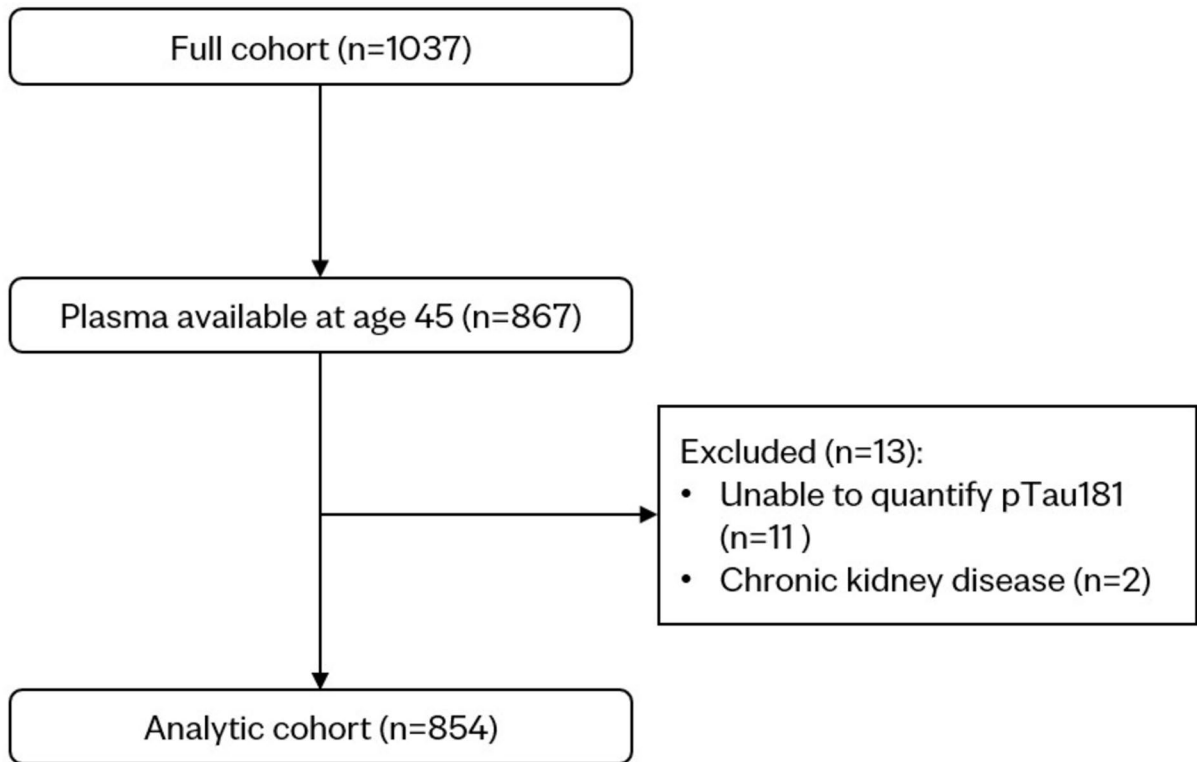 Full cohort (n=1037)
Plasma available at age 45 (n=867)
Excluded (n=13):
• Unable to quantify pTau181
(n=11 )
• Chronic kidney disease (n=2)
Analytic cohort (n=854)